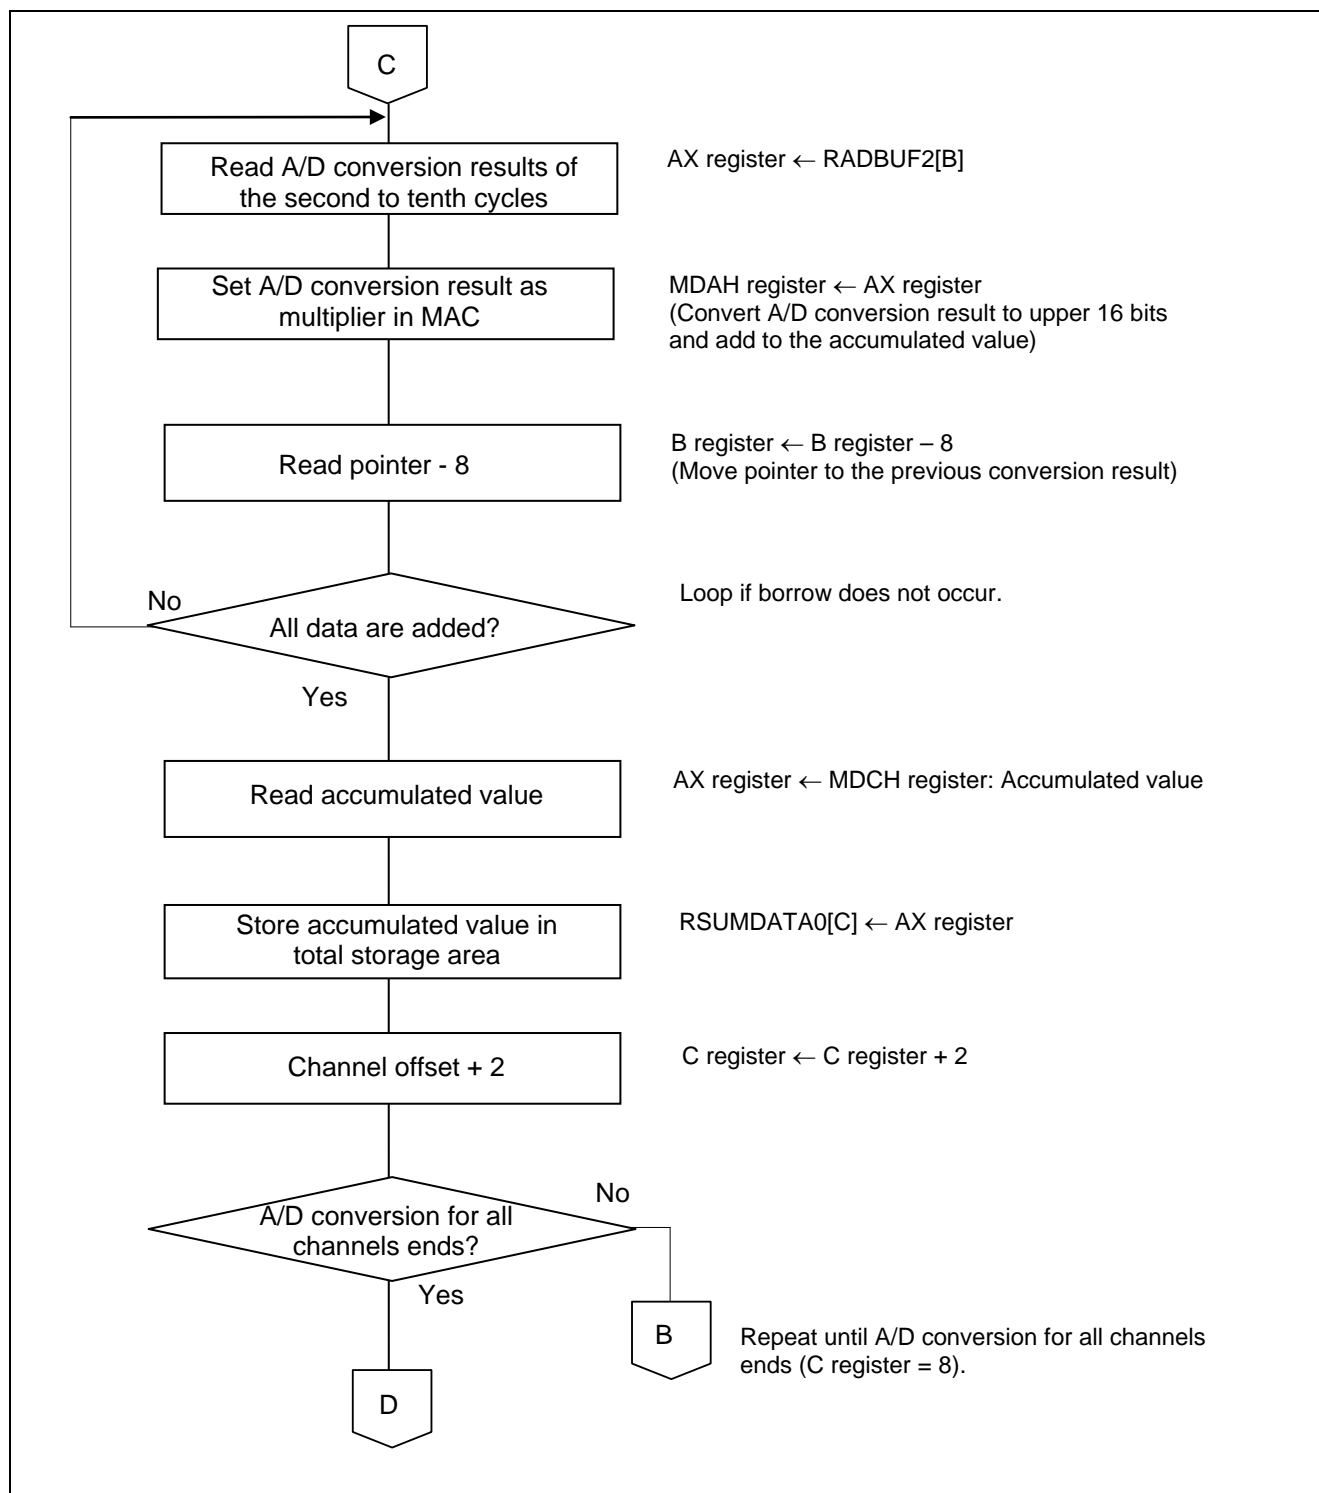 C
Read A/D conversion results of
the second to tenth cycles
AX register ← RADBUF2[B]
Set A/D conversion result as
multiplier in MAC
MDAH register ← AX register
(Convert A/D conversion result to upper 16 bits
and add to the accumulated value)
Read pointer - 8
B register ← B register – 8
(Move pointer to the previous conversion result)
No
All data are added?
Loop if borrow does not occur.
Yes
Read accumulated value
AX register ← MDCH register: Accumulated value
Store accumulated value in
total storage area
RSUMDATA0[C] ← AX register
Channel offset + 2
C register ← C register + 2
No
A/D conversion for all
channels ends?
Yes
B
Repeat until A/D conversion for all channels
ends (C register = 8).
D